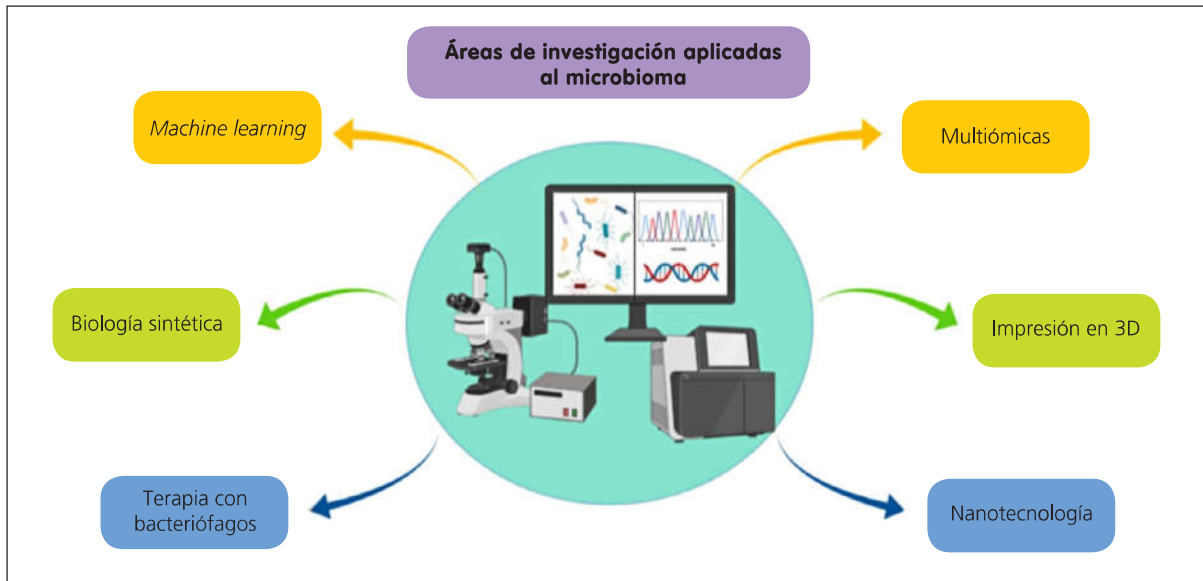 Áreas de investigación aplicadas
al microbioma
Machine learning
Multiómicas
Biología sintética
Impresión en 3D
Terapia con
bacteriófagos
Nanotecnología